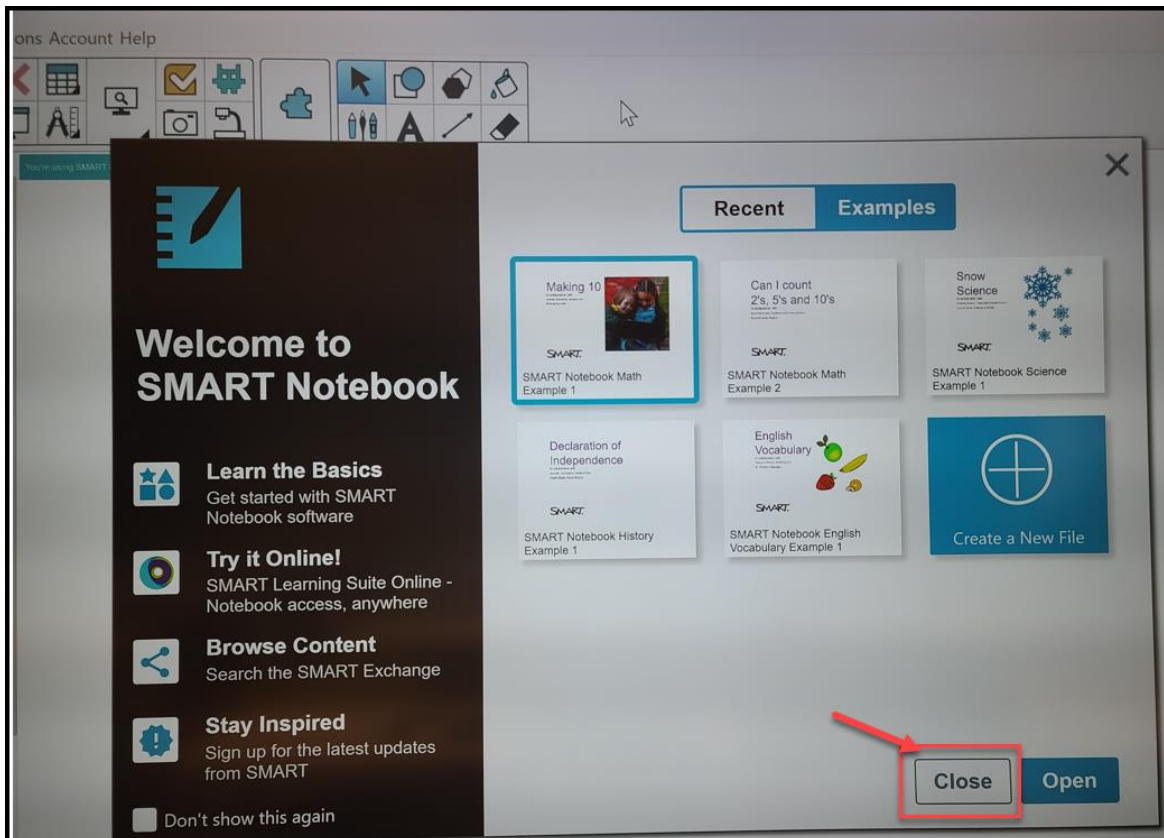 ons Account Help
You're using SMART
Welcome to
SMART Notebook
Learn the Basics
Get started with SMART
Notebook software
Try it Online!
SMART Learning Suite Online -
Notebook access, anywhere
Browse Content
Search the SMART Exchange
Stay Inspired
Sign up for the latest updates
from SMART
Don't show this again
Recent
Examples
Making 10
SMART.
SMART Notebook Math
Example 1
Can I count
2's, 5's and 10's
SMART.
SMART Notebook Math
Example 2
Snow
Science
SMART.
SMART Notebook Science
Example 1
Declaration of
Independence
SMART.
SMART Notebook History
Example 1
English
Vocabulary
SMART.
SMART Notebook English
Vocabulary Example 1
Create a New File
Close
Open